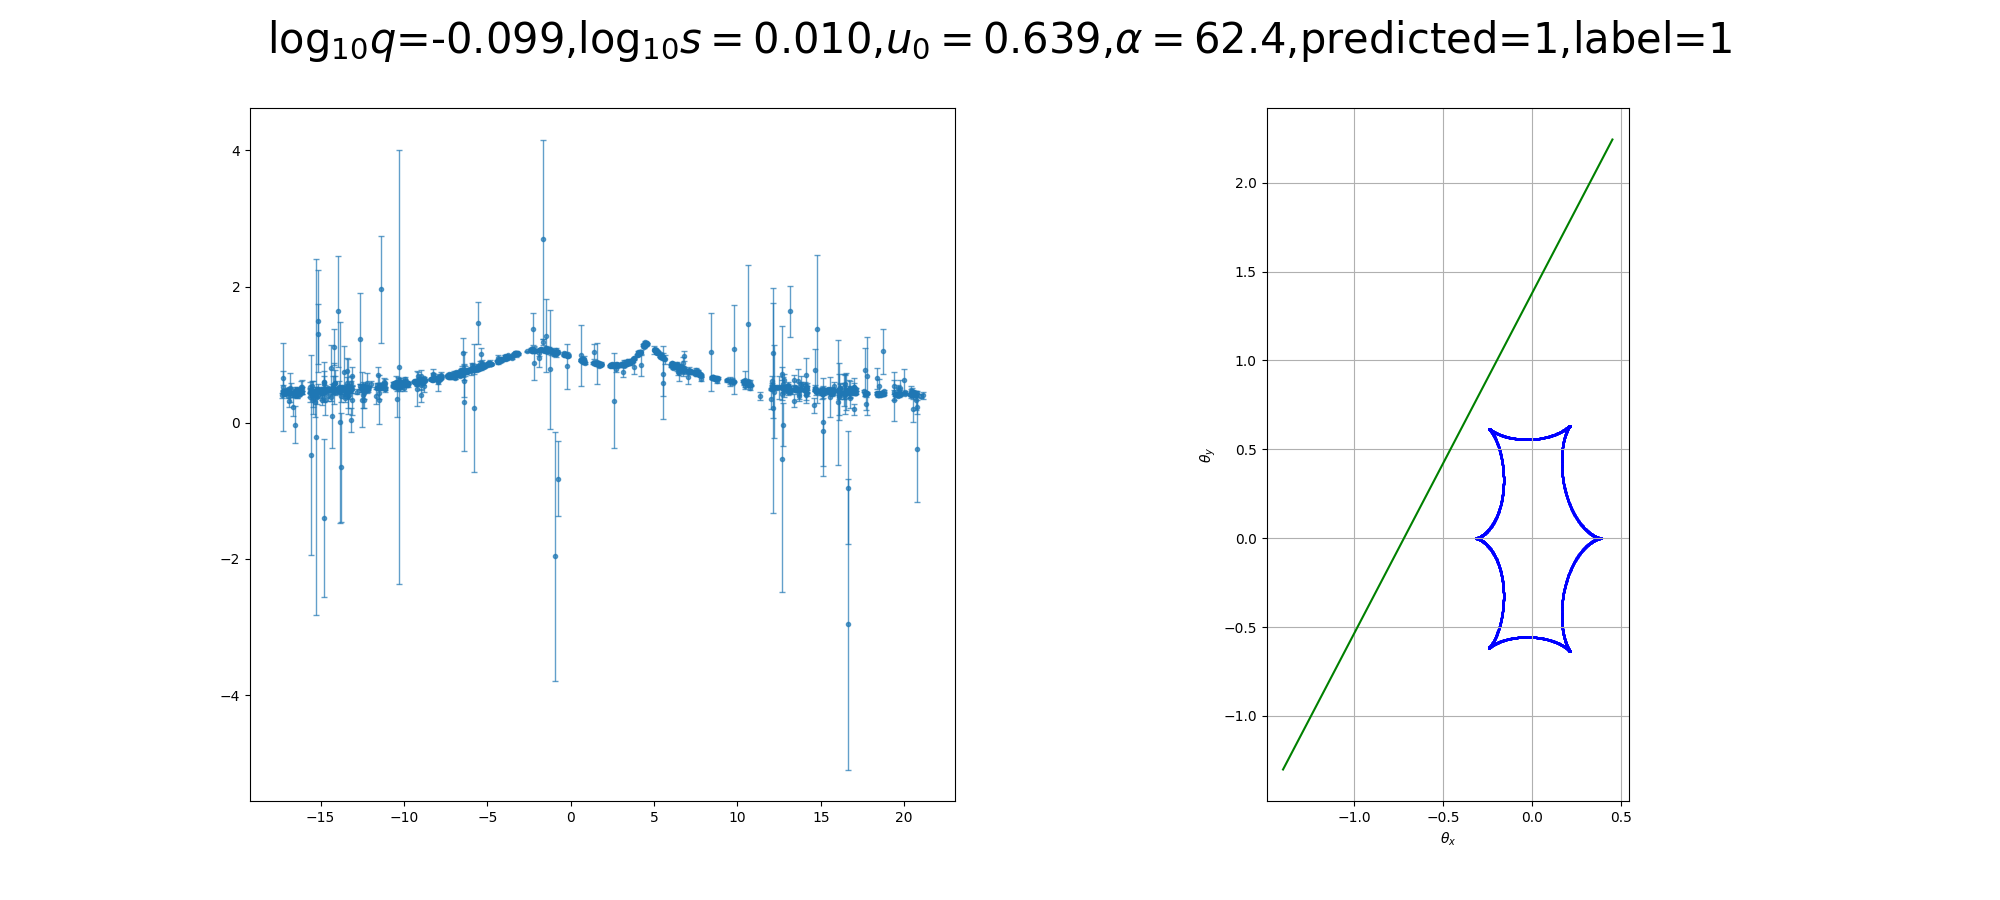 log₁₀q=-0.099,log₁₀s = 0.010,u₀ = 0.639,α = 62.4,predicted=1,label=1
4
2
0
−2
−4
−15 −10 −5 0 5 10 15 20
2.0
1.5
1.0
0.5
0.0
−0.5
−1.0
θy
−1.0 −0.5 0.0 0.5
θx